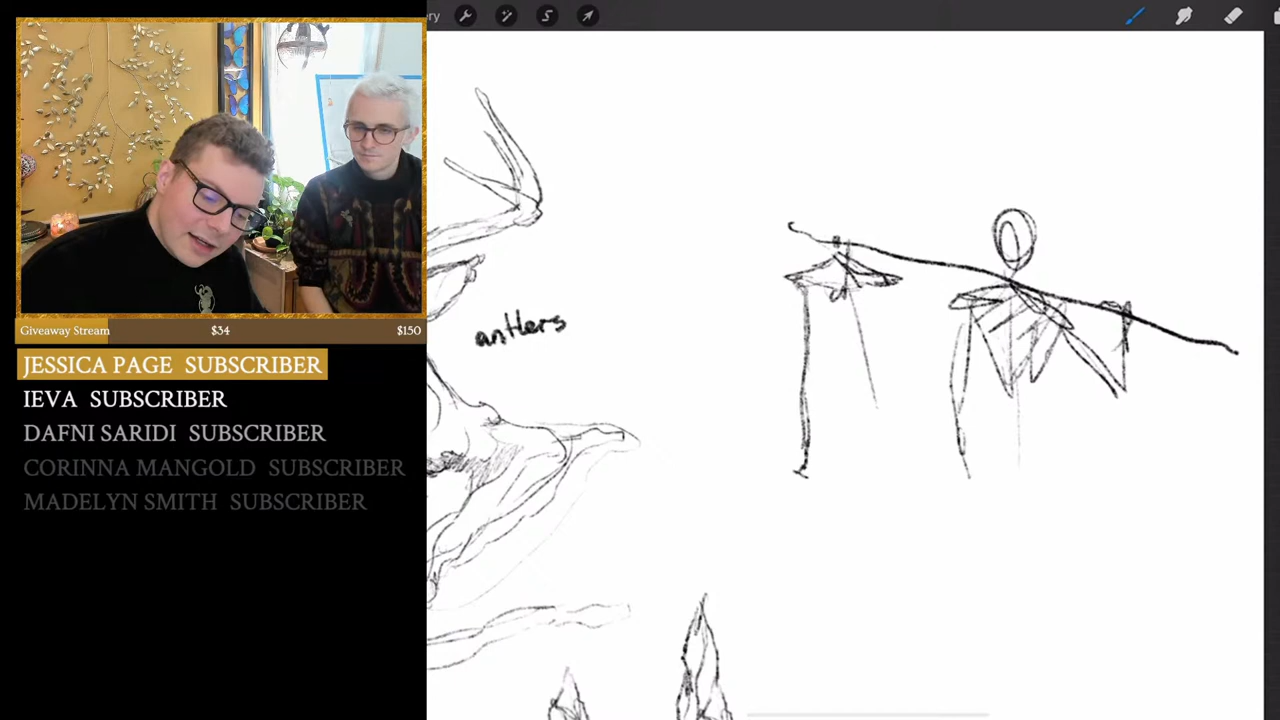 ry
Giveaway Stream $34 $150
JESSICA PAGE SUBSCRIBER
IEVA SUBSCRIBER
DAFNI SARIDI SUBSCRIBER
CORINNA MANGOLD SUBSCRIBER
MADELYN SMITH SUBSCRIBER
antlers